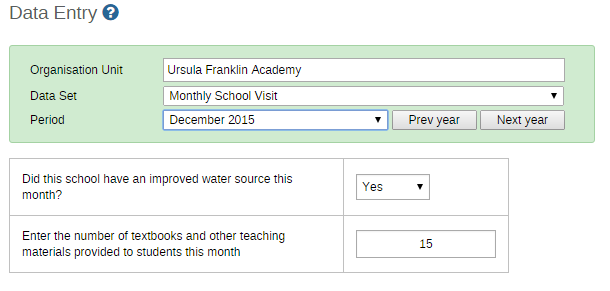 Data Entry ?
Organisation Unit Ursula Franklin Academy
Data Set Monthly School Visit
Period December 2015 Prev year Next year
Did this school have an improved water source this
month?
Yes
Enter the number of textbooks and other teaching
materials provided to students this month
15